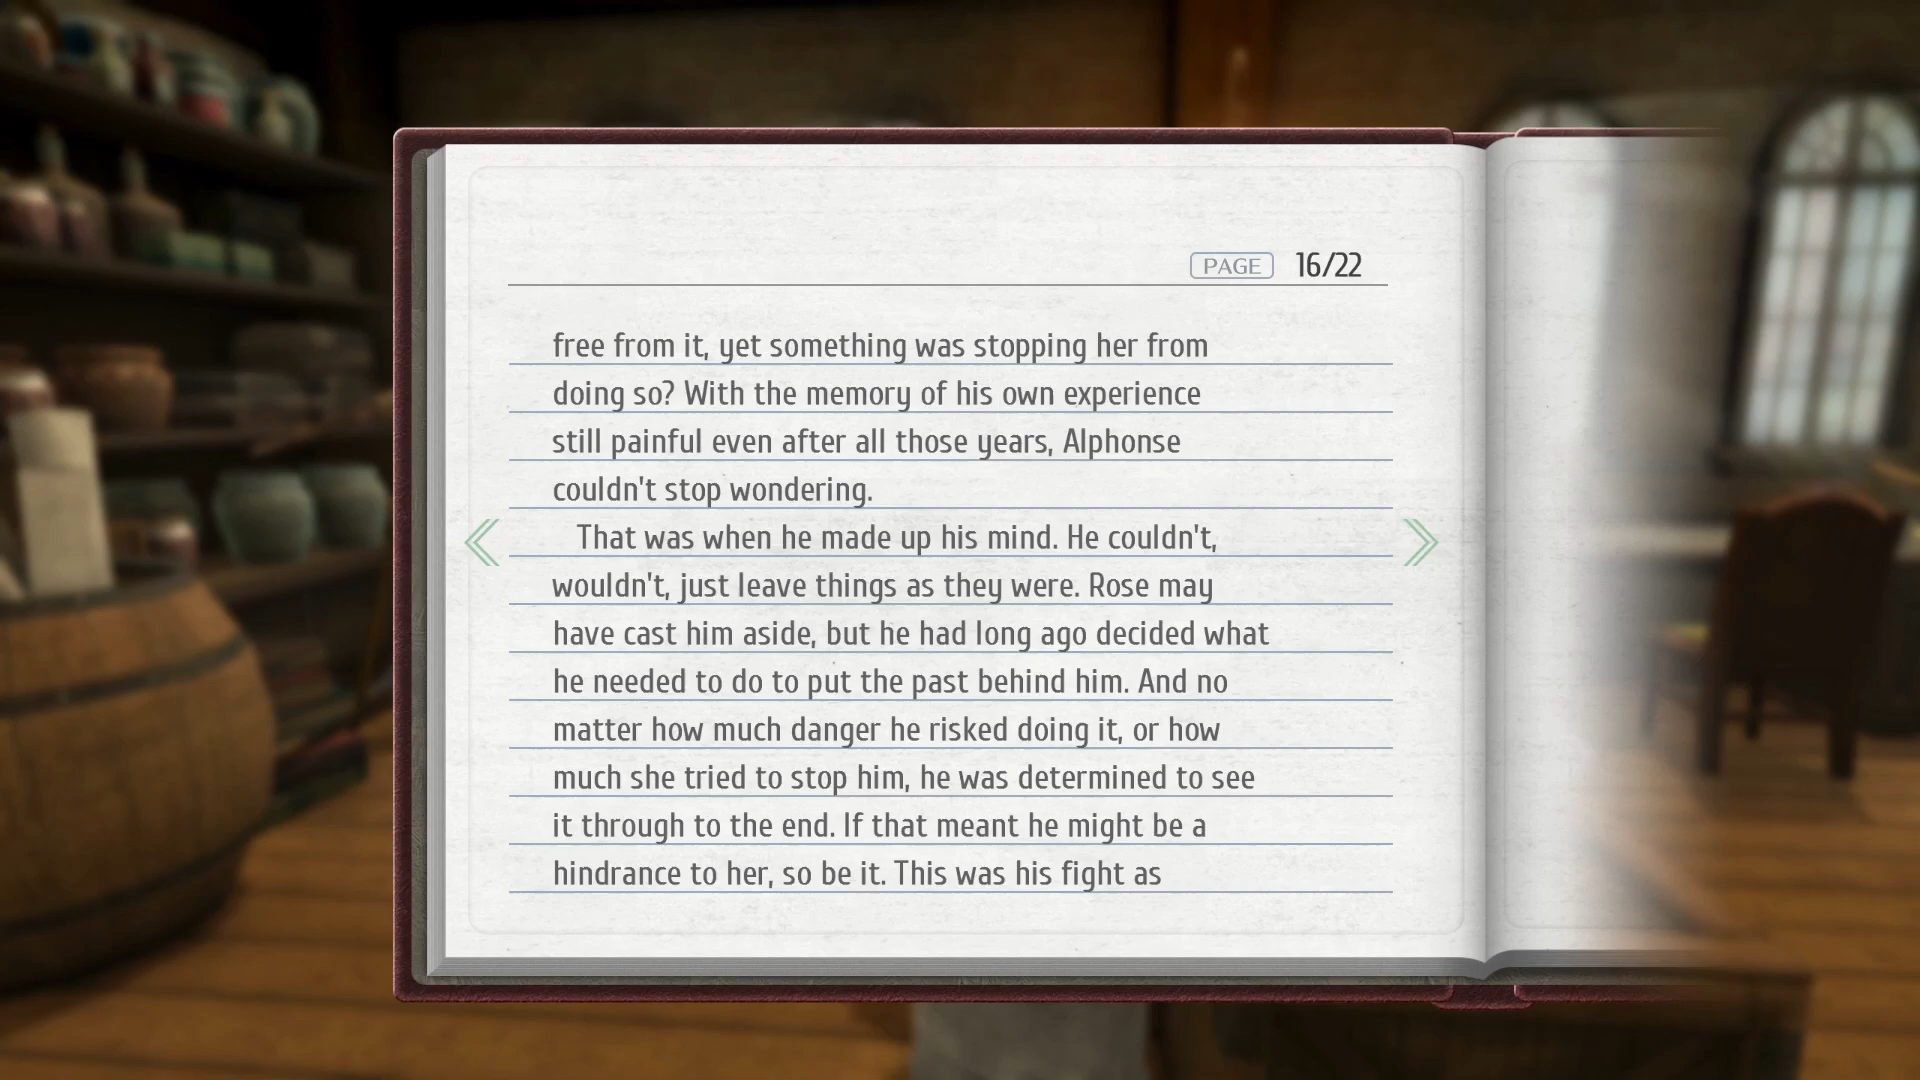 PAGE 16/22
free from it, yet something was stopping her from
doing so? With the memory of his own experience
still painful even after all those years, Alphonse
couldn't stop wondering.
That was when he made up his mind. He couldn't,
wouldn't, just leave things as they were. Rose may
have cast him aside, but he had long ago decided what
he needed to do to put the past behind him. And no
matter how much danger he risked doing it, or how
much she tried to stop him, he was determined to see
it through to the end. If that meant he might be a
hindrance to her, so be it. This was his fight as